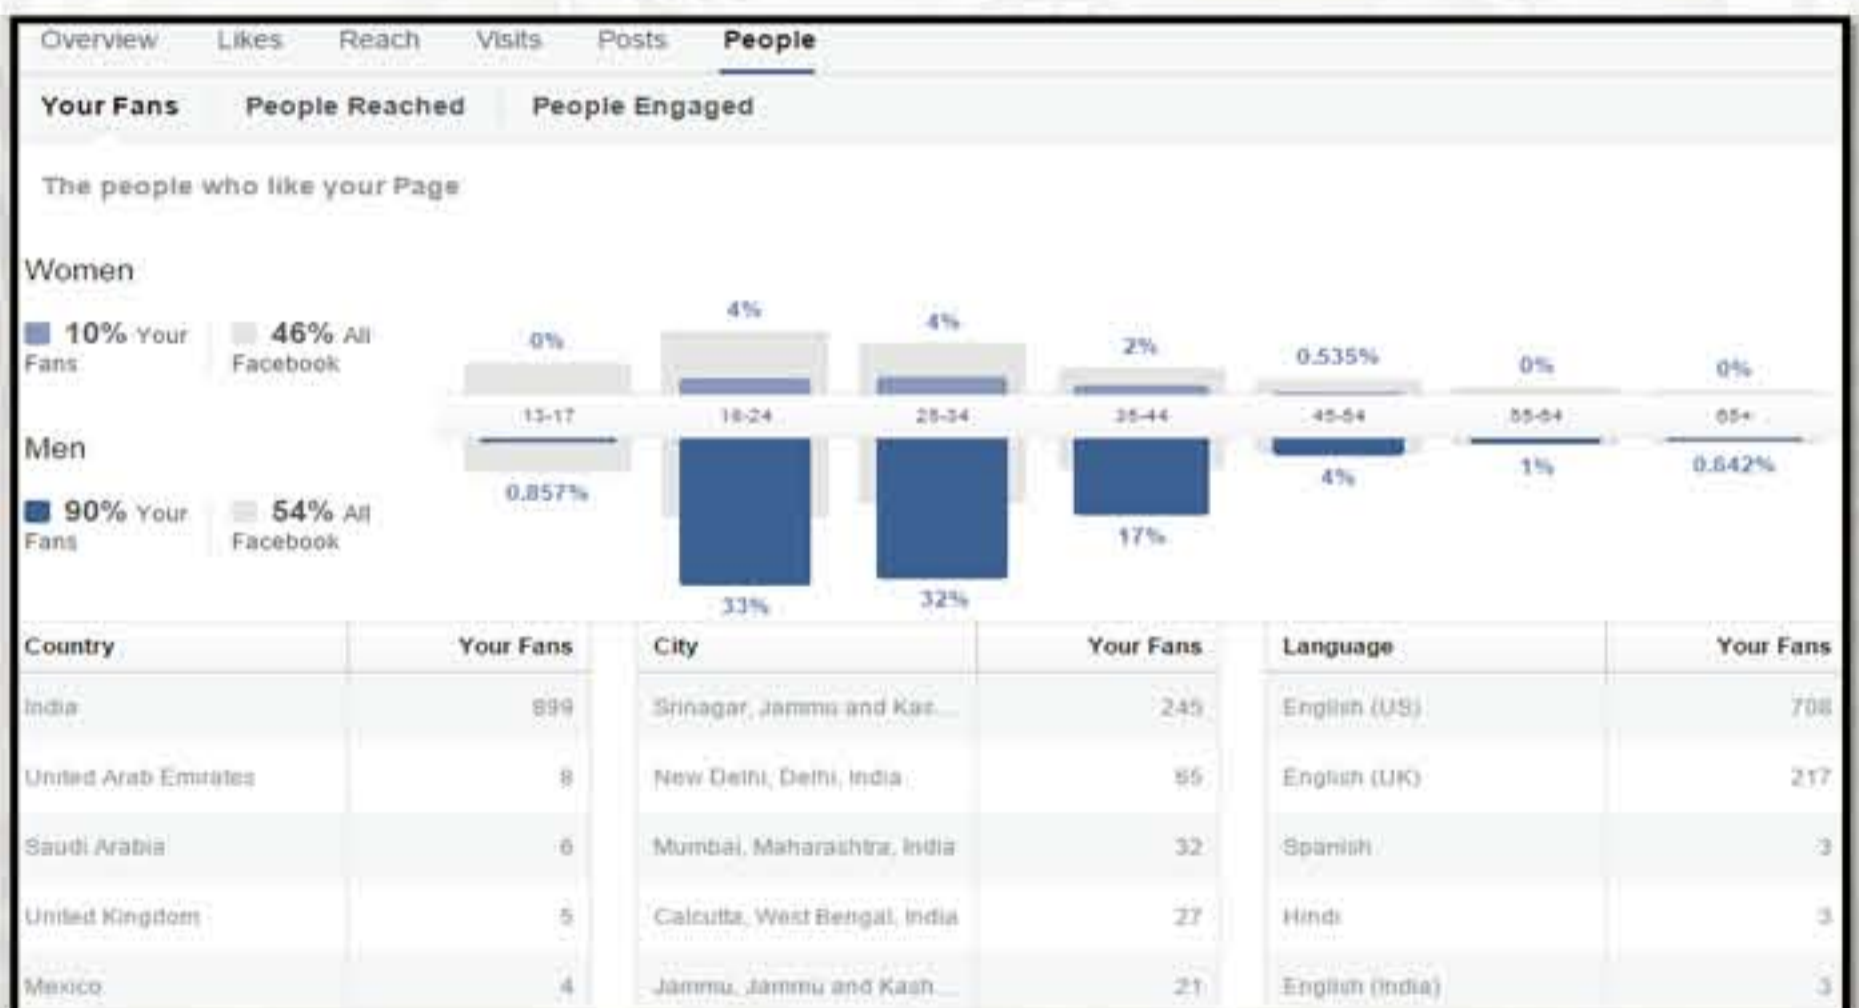 Overview Likes Reach Visits Posts People
Your Fans People Reached People Engaged
The people who like your Page
Women
10% Your Fans
46% All Facebook
0% 4% 4% 2% 0.535% 0% 0%
13-17 18-24 25-34 35-44 45-54 55-64 65+
Men
90% Your Fans
54% All Facebook
0.857% 33% 32% 17% 4% 1% 0.642%
Country Your Fans City Your Fans Language Your Fans
India 899 Srinagar, Jammu and Kas... 245 English (US) 708
United Arab Emirates 8 New Delhi, Delhi, India 65 English (UK) 217
Saudi Arabia 6 Mumbai, Maharashtra, India 32 Spanish 3
United Kingdom 5 Calcutta, West Bengal, India 27 Hindi 3
Mexico 4 Jammu, Jammu and Kash... 21 English (India) 3